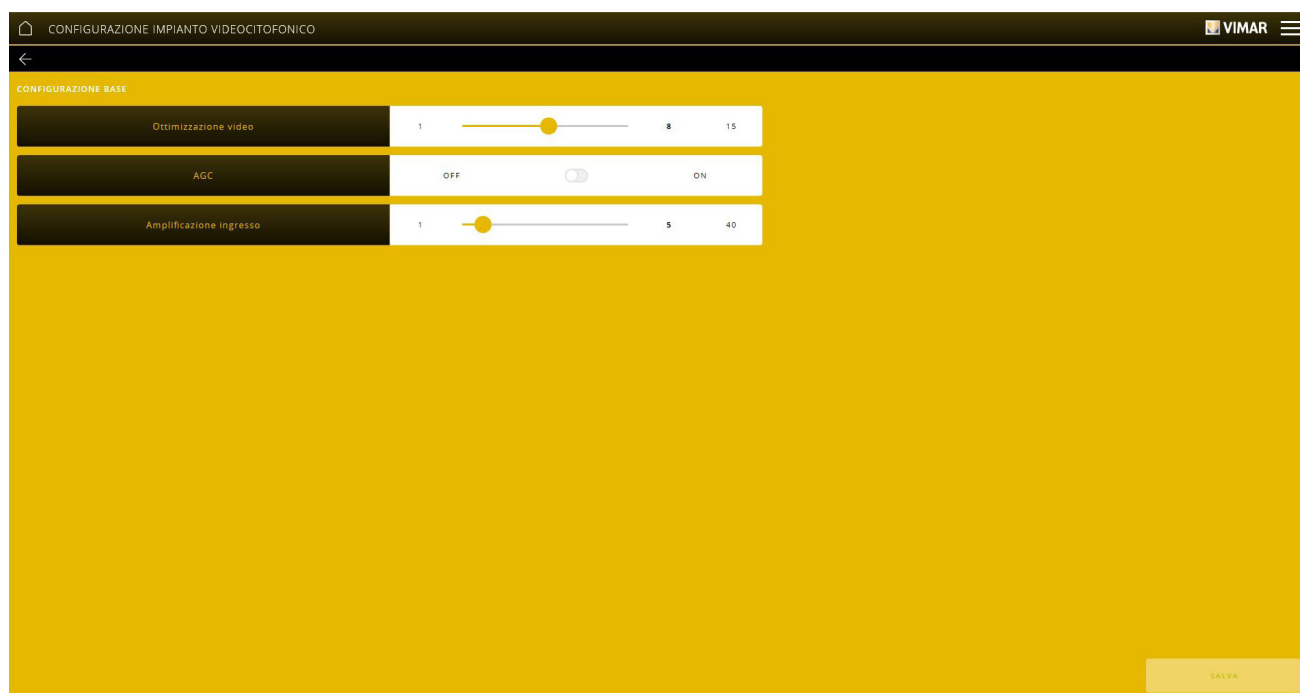 CONFIGURAZIONE IMPIANTO VIDEOCITOFONICO
VIMAR
CONFIGURAZIONE BASE
Ottimizzazione video 1 8 15
AGC OFF ON
Amplificazione ingresso 1 5 40
SALVA